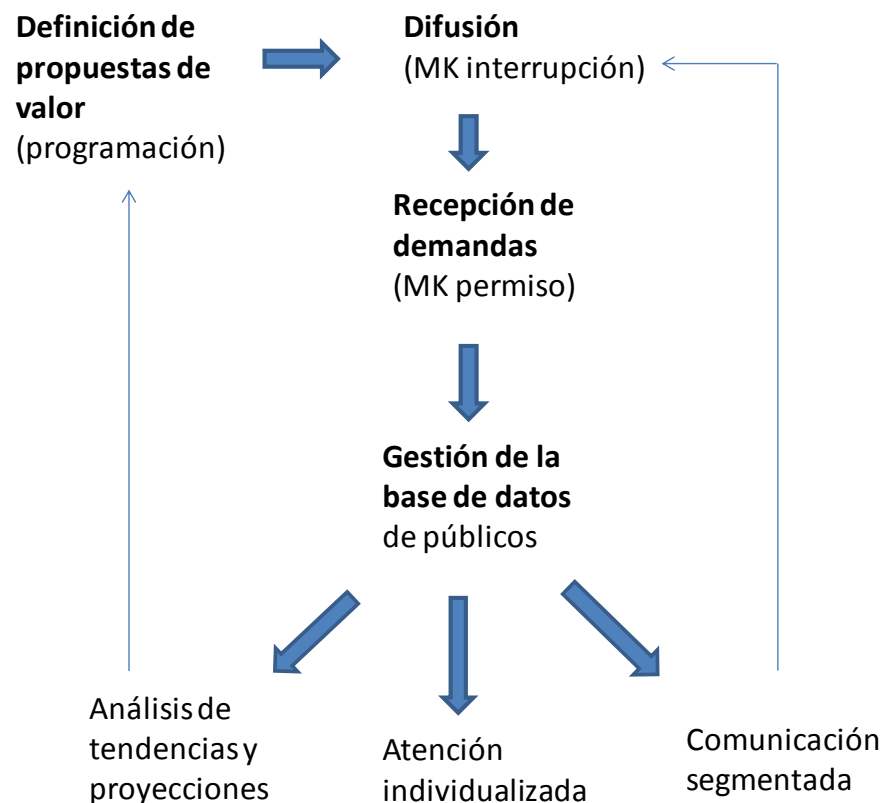 Definición de
propuestas de
valor
(programación)
Difusión
(MK interrupción)
Recepción de
demandas
(MK permiso)
Gestión de la
base de datos
de públicos
Análisis de
tendencias y
proyecciones
Atención
individualizada
Comunicación
segmentada